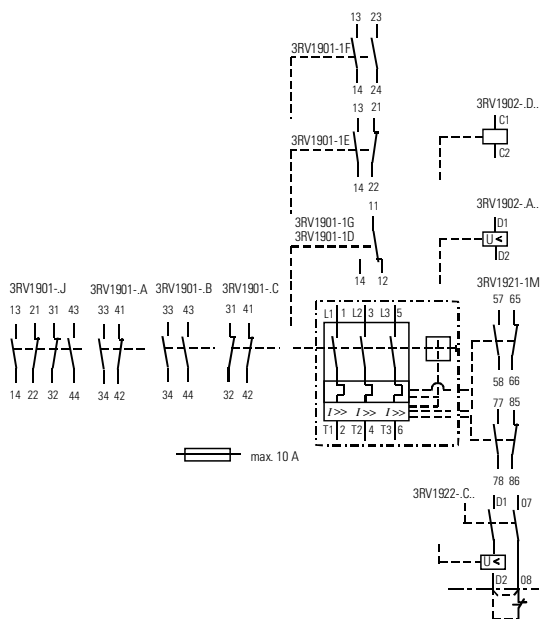 13 23
3RV1901-1F
14 24
13 21
3RV1901-1E
14 22
11
3RV1901-1G
3RV1901-1D
14 12
3RV1902-.D..
C1
C2
3RV1902-.A..
D1
U<
D2
3RV1901-.J
13 21 31 43
14 22 32 44
3RV1901-.A
33 41
34 42
3RV1901-.B
33 43
34 44
3RV1901-.C
31 41
32 42
L1 1 L2 3 L3 5
I>> I>> I>>
T1 2 T2 4 T3 6
3RV1921-1M
57 65
58 66
77 85
78 86
max. 10 A
3RV1922-.C..
D1 07
U<
D2 08